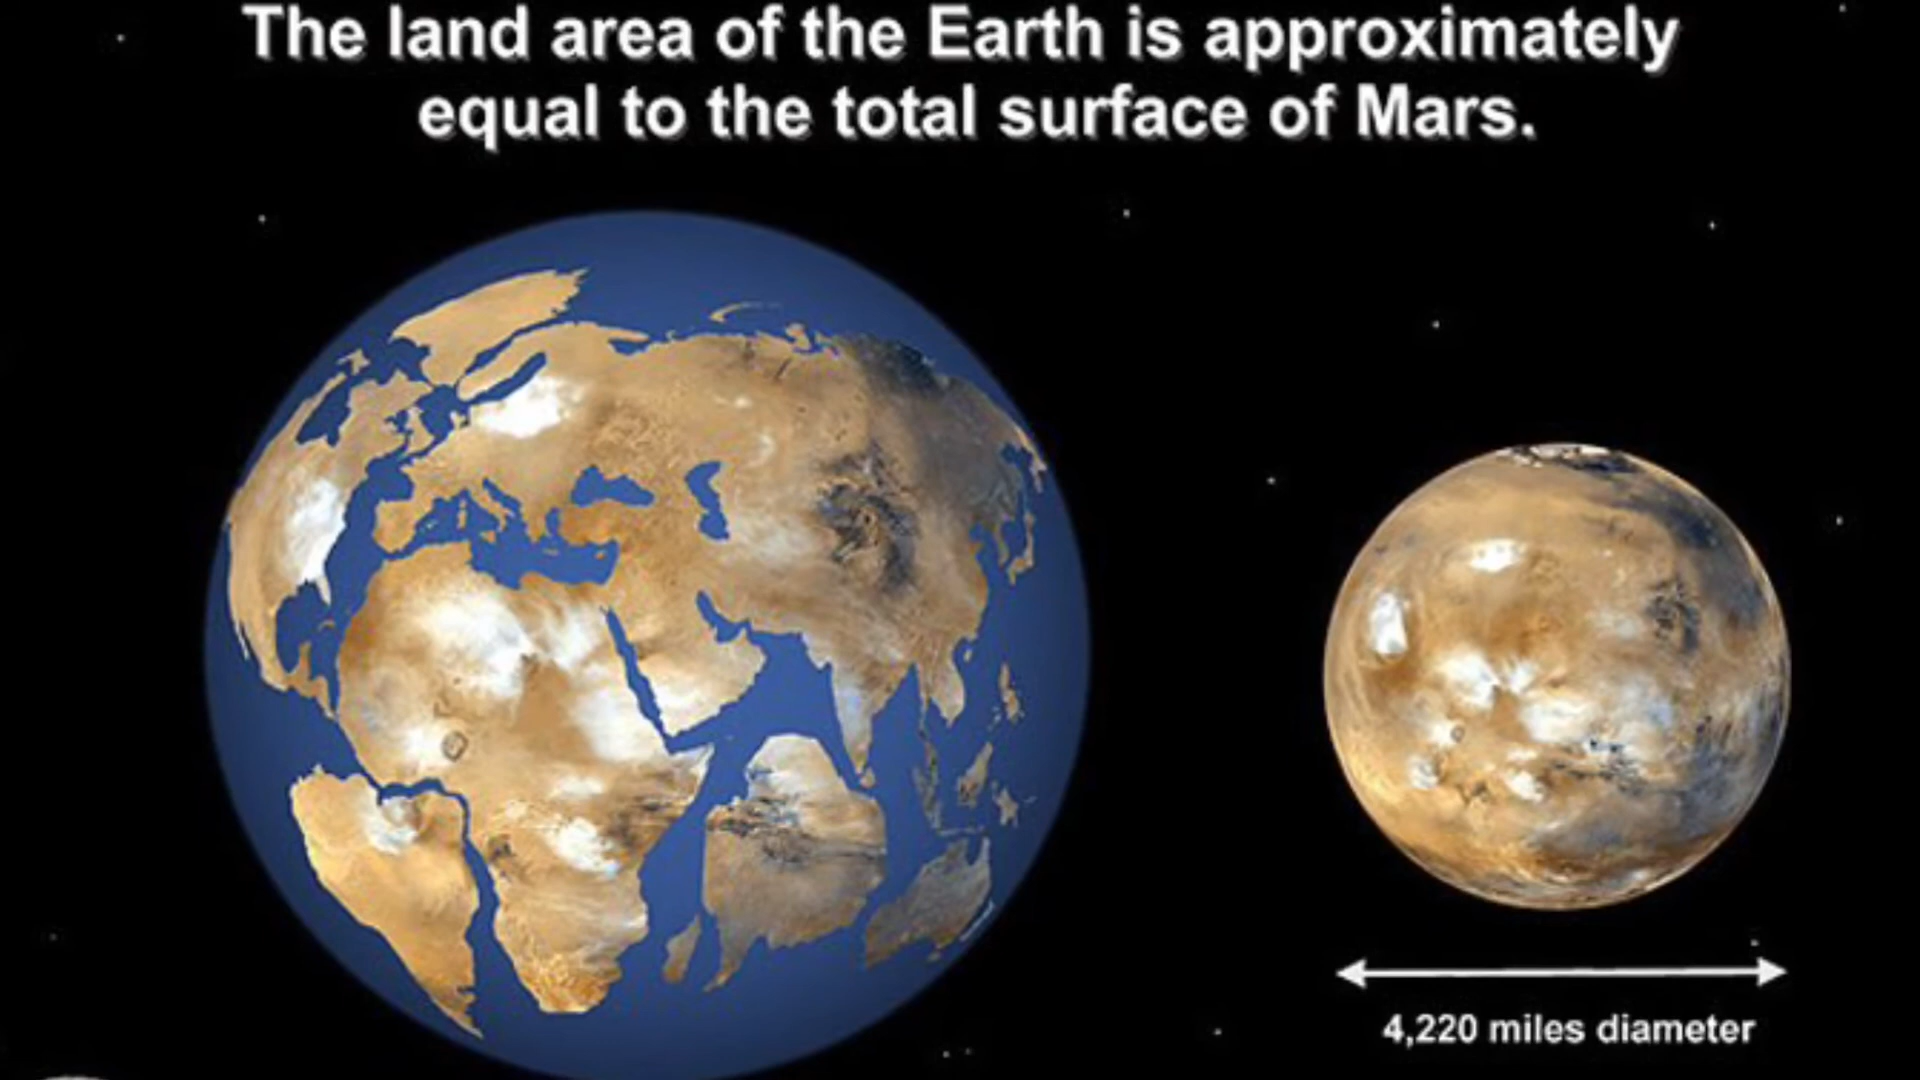 The land area of the Earth is approximately
equal to the total surface of Mars.
4,220 miles diameter